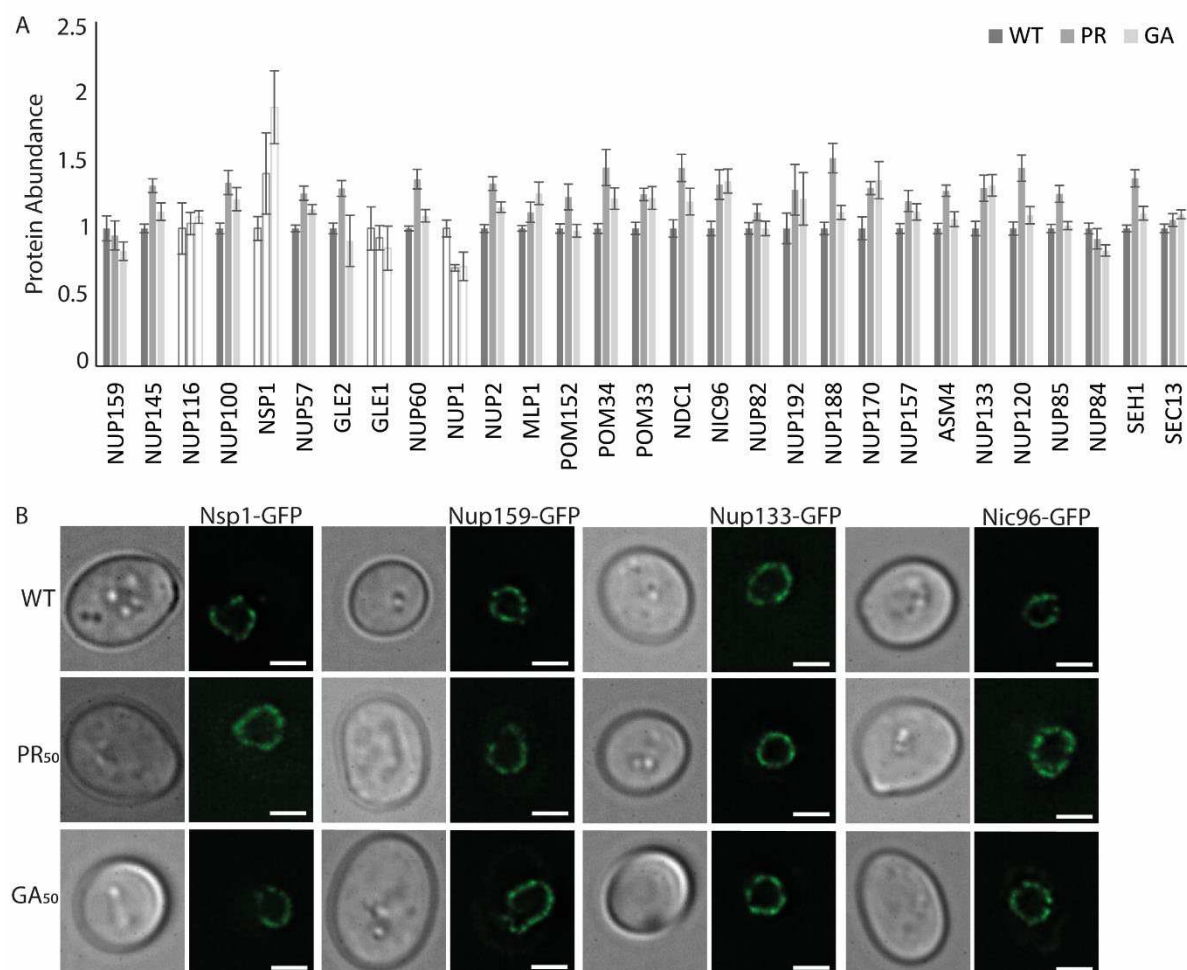 A
2.5
2
1.5
1
0.5
0
Protein Abundance
WT PR GA
NUP159
NUP145
NUP116
NUP100
NSP1
NUP57
GLE2
GLE1
NUP60
NUP1
NUP2
MLP1
POM152
POM34
POM33
NDC1
NIC96
NUP82
NUP192
NUP188
NUP170
NUP157
ASM4
NUP133
NUP120
NUP85
NUP84
SEH1
SEC13
B
Nsp1-GFP Nup159-GFP Nup133-GFP Nic96-GFP
WT
PR50
GA50